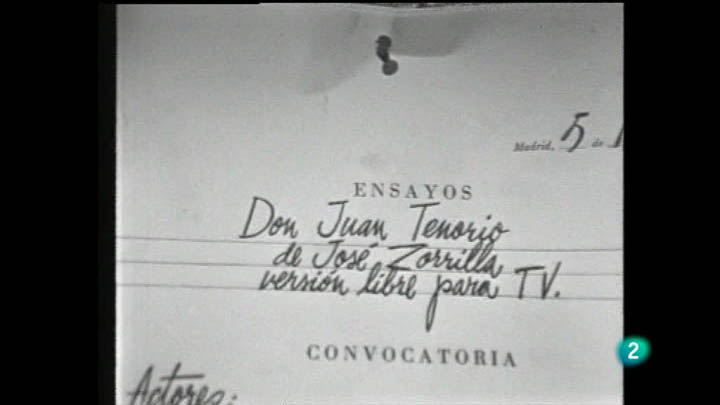 Madrid, 5 de
ENSAYOS
Don Juan Tenorio
de José Zorrilla
versión libre para TV.
CONVOCATORIA
2
Actores: